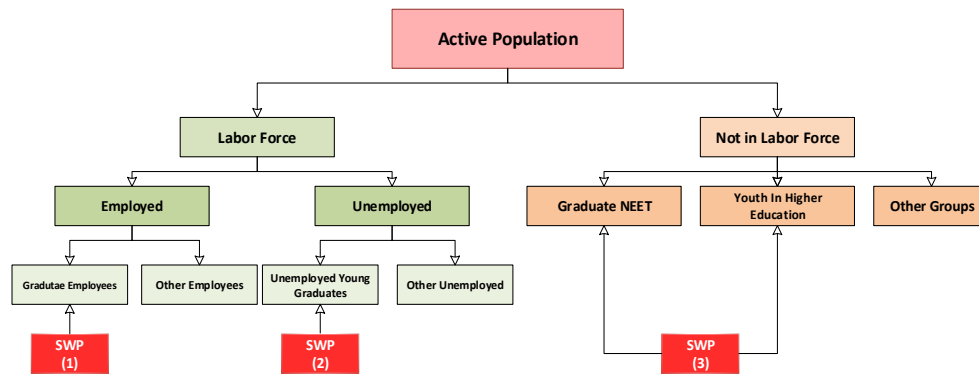 Active Population
Labor Force
Not in Labor Force
Employed
Unemployed
Graduate NEET
Youth In Higher
Education
Other Groups
Gradutae Employees
Other Employees
Unemployed Young
Graduates
Other Unemployed
SWP
(1)
SWP
(2)
SWP
(3)